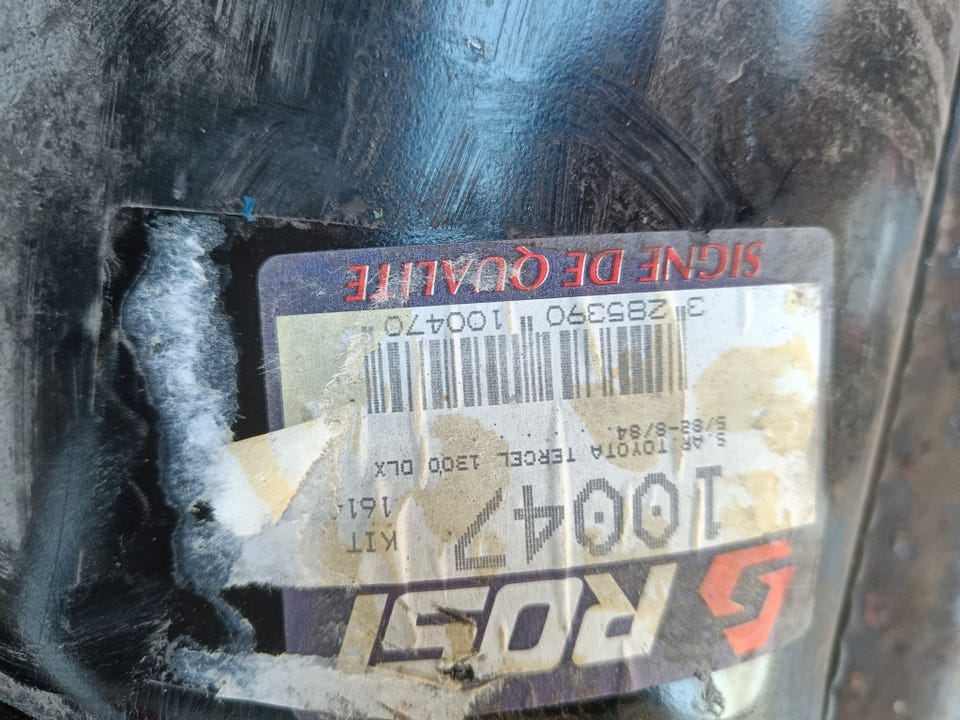 ROSI
10047 KIT 161
S AR TOYOTA TERCEL 1300 DLX
5/82-8/84.
3 285390 100470
SIGNE DE QUALITE